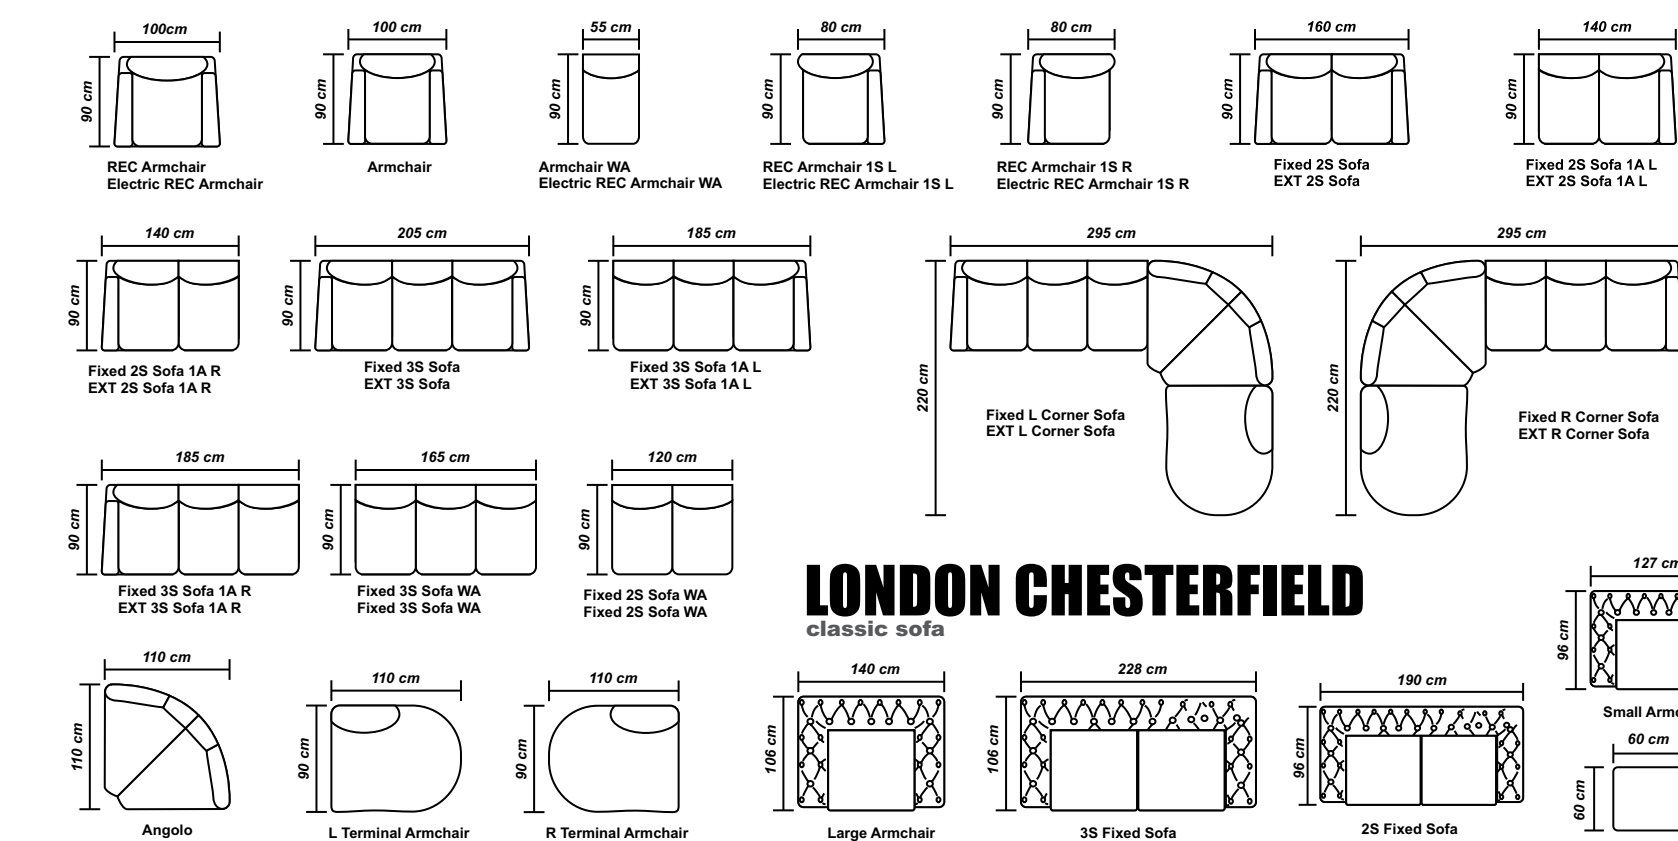 100cm
90 cm
REC Armchair
Electric REC Armchair
100 cm
90 cm
Armchair
55 cm
90 cm
Armchair WA
Electric REC Armchair WA
80 cm
90 cm
REC Armchair 1S L
Electric REC Armchair 1S L
80 cm
90 cm
REC Armchair 1S R
Electric REC Armchair 1S R
160 cm
90 cm
Fixed 2S Sofa
EXT 2S Sofa
140 cm
90 cm
Fixed 2S Sofa 1A L
EXT 2S Sofa 1A L
140 cm
90 cm
Fixed 2S Sofa 1A R
EXT 2S Sofa 1A R
205 cm
90 cm
Fixed 3S Sofa
EXT 3S Sofa
185 cm
90 cm
Fixed 3S Sofa 1A L
EXT 3S Sofa 1A L
295 cm
220 cm
Fixed L Corner Sofa
EXT L Corner Sofa
295 cm
220 cm
Fixed R Corner Sofa
EXT R Corner Sofa
185 cm
90 cm
Fixed 3S Sofa 1A R
EXT 3S Sofa 1A R
165 cm
90 cm
Fixed 3S Sofa WA
Fixed 3S Sofa WA
120 cm
90 cm
Fixed 2S Sofa WA
Fixed 2S Sofa WA
LONDON CHESTERFIELD
classic sofa
110 cm
110 cm
Angolo
110 cm
90 cm
L Terminal Armchair
110 cm
90 cm
R Terminal Armchair
140 cm
106 cm
Large Armchair
228 cm
106 cm
3S Fixed Sofa
190 cm
96 cm
2S Fixed Sofa
127 cm
96 cm
Small
60 cm
60 cm